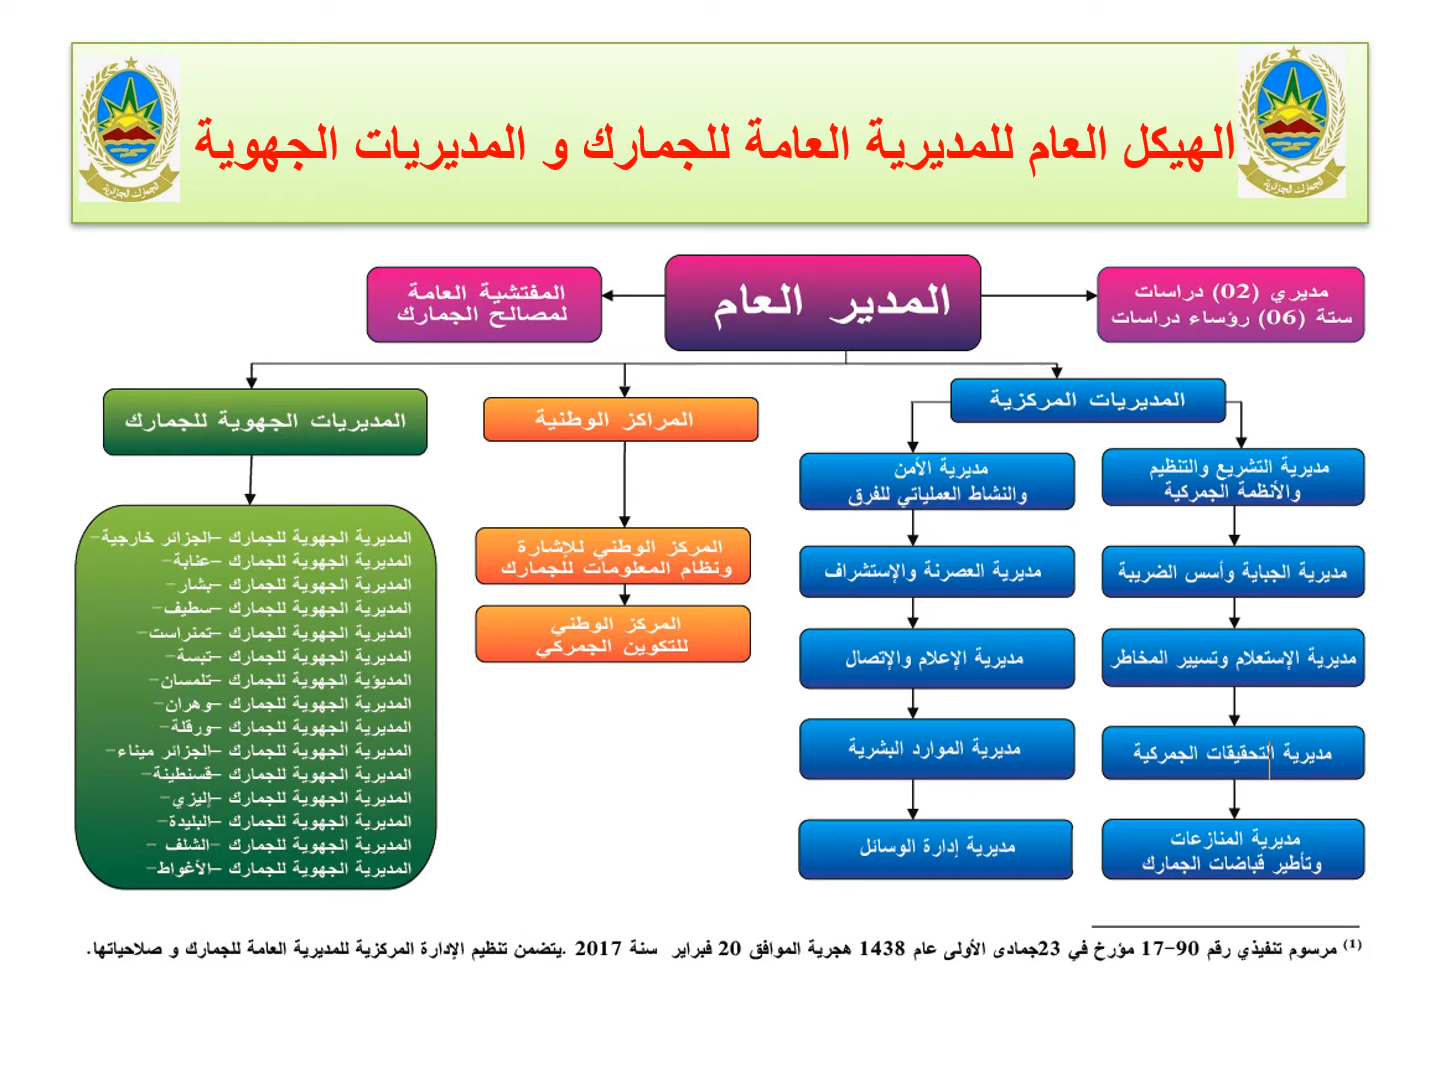 الهيكل العام للمديرية العامة للجمارك و المديريات الجهوية
الجمارك الجزائرية
الجمارك الجزائرية
المدير العام
مديري (02) دراسات
ستة (06) رؤساء دراسات
المفتشية العامة
لمصالح الجمارك
المديريات المركزية
مديرية التشريع والتنظيم
والأنظمة الجمركية
مديرية الجباية وأسس الضريبة
مديرية الإستعلام وتسيير المخاطر
مديرية التحقيقات الجمركية
مديرية المنازعات
وتأطير قباضات الجمارك
مديرية الأمن
والنشاط العملياتي للفرق
مديرية العصرنة والإستشراف
مديرية الإعلام والإتصال
مديرية الموارد البشرية
مديرية إدارة الوسائل
المراكز الوطنية
المركز الوطني للإشارة
ونظام المعلومات للجمارك
المركز الوطني
للتكوين الجمركي
المديريات الجهوية للجمارك
المديرية الجهوية للجمارك –الجزائر خارجية–
المديرية الجهوية للجمارك –عنابة–
المديرية الجهوية للجمارك –بشار–
المديرية الجهوية للجمارك –سطيف–
المديرية الجهوية للجمارك –تمنراست–
المديرية الجهوية للجمارك –تبسة–
المديؤية الجهوية للجمارك –تلمسان–
المديرية الجهوية للجمارك –وهران–
المديرية الجهوية للجمارك –ورقلة–
المديرية الجهوية للجمارك –الجزائر ميناء–
المديرية الجهوية للجمارك –قسنطينة–
المديرية الجهوية للجمارك –إليزي–
المديرية الجهوية للجمارك –البليدة–
المديرية الجهوية للجمارك –الشلف –
المديرية الجهوية للجمارك –الأغواط–
(1) مرسوم تنفيذي رقم 90–17 مؤرخ في 23جمادى الأولى عام 1438 هجرية الموافق 20 فبراير سنة 2017 .يتضمن تنظيم الإدارة المركزية للمديرية العامة للجمارك و صلاحياتها.